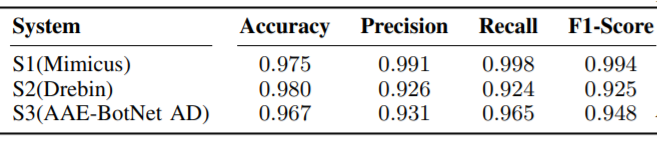 System Accuracy Precision Recall F1-Score
S1(Mimicus) 0.975 0.991 0.998 0.994
S2(Drebin) 0.980 0.926 0.924 0.925
S3(AAE-BotNet AD) 0.967 0.931 0.965 0.948